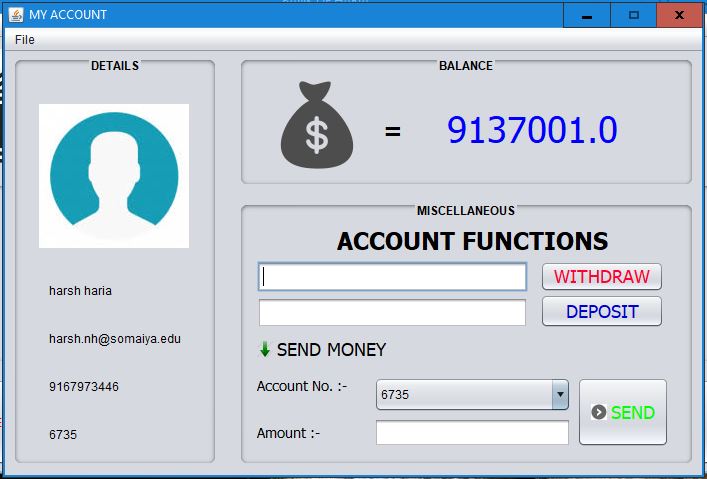 MY ACCOUNT
File
DETAILS
harsh haria
harsh.nh@somaiya.edu
9167973446
6735
BALANCE
$ = 9137001.0
MISCELLANEOUS
ACCOUNT FUNCTIONS
WITHDRAW
DEPOSIT
SEND MONEY
Account No. :- 6735
SEND
Amount :-